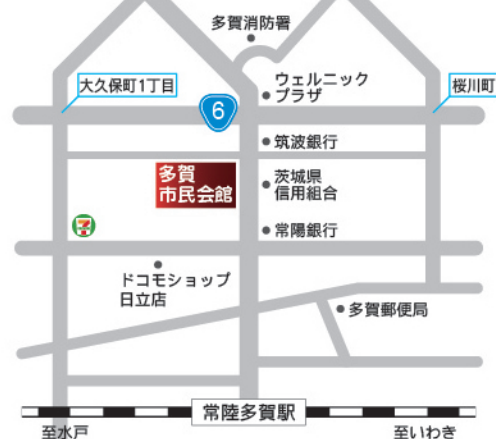 多賀消防署
大久保町1丁目
ウェルニック
プラザ
桜川町
6
筑波銀行
多賀
市民会館
茨城県
信用組合
7
常陽銀行
ドコモショップ
日立店
多賀郵便局
常陸多賀駅
至水戸
至いわき